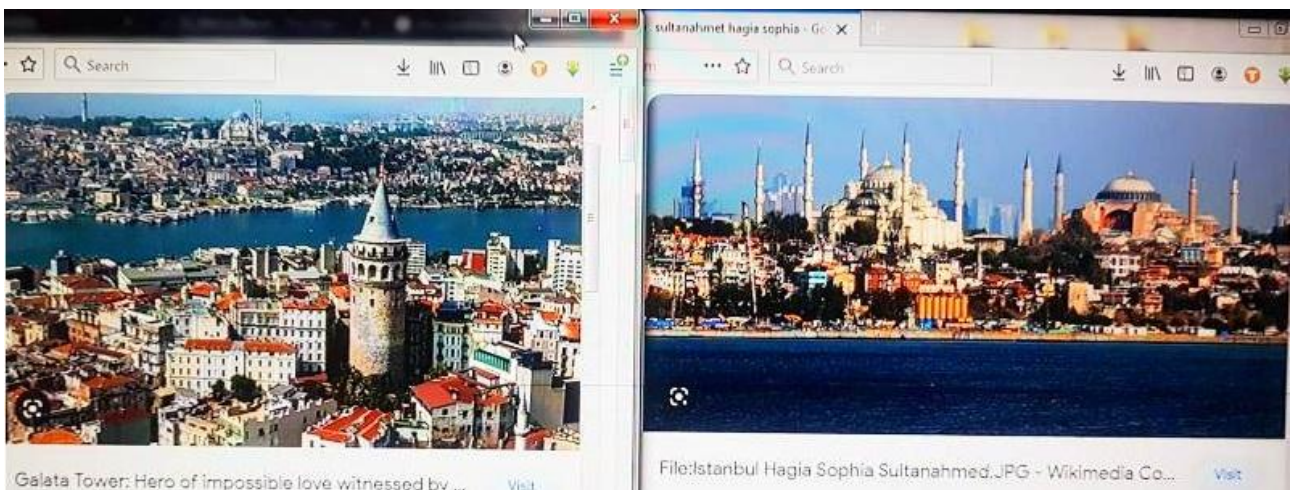 Search
Galata Tower: Hero of impossible love witnessed by ...
Visit
sultanahmet hagia sophia - Go
Search
File:Istanbul Hagia Sophia Sultanahmed.JPG - Wikimedia Co...
Visit